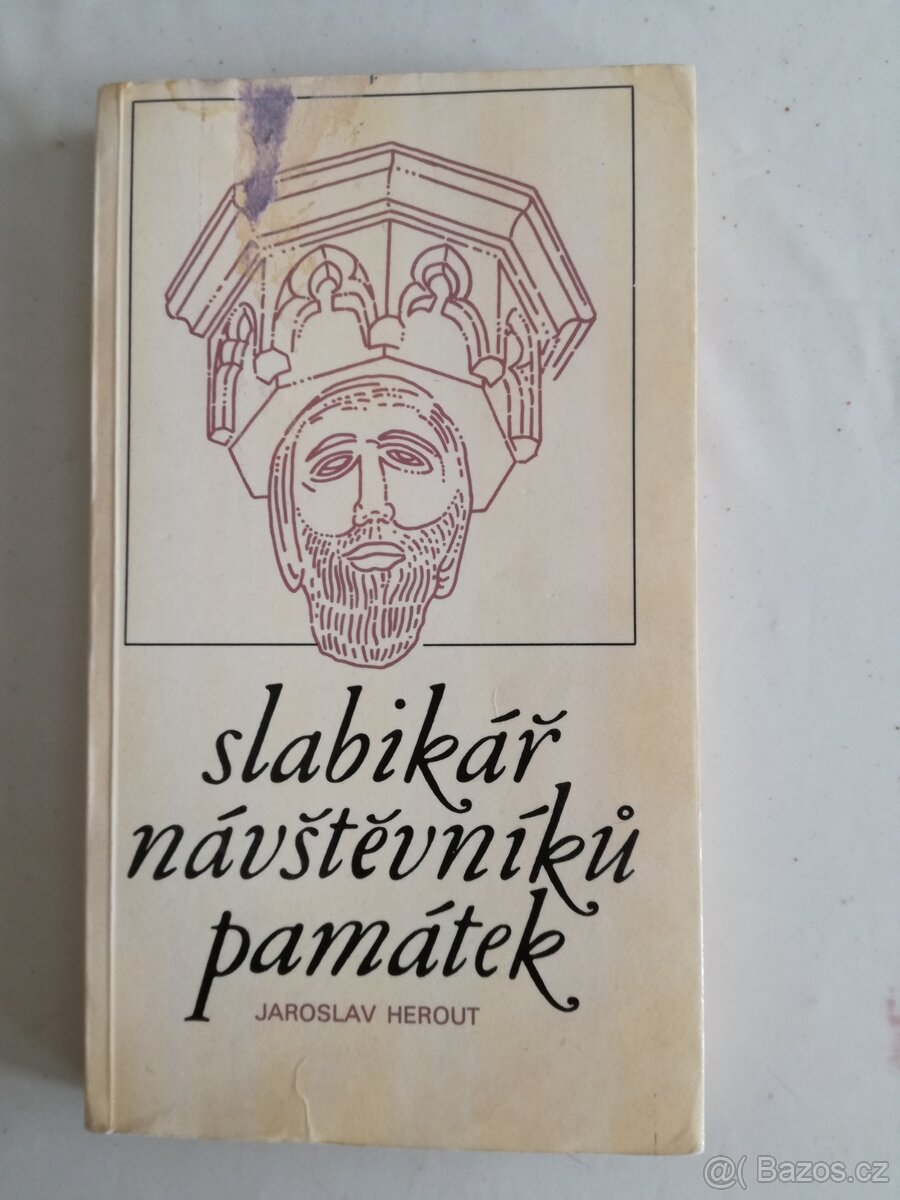 slabikář
návštěvníků
památek
JAROSLAV HEROUT
@( Bazos.cz